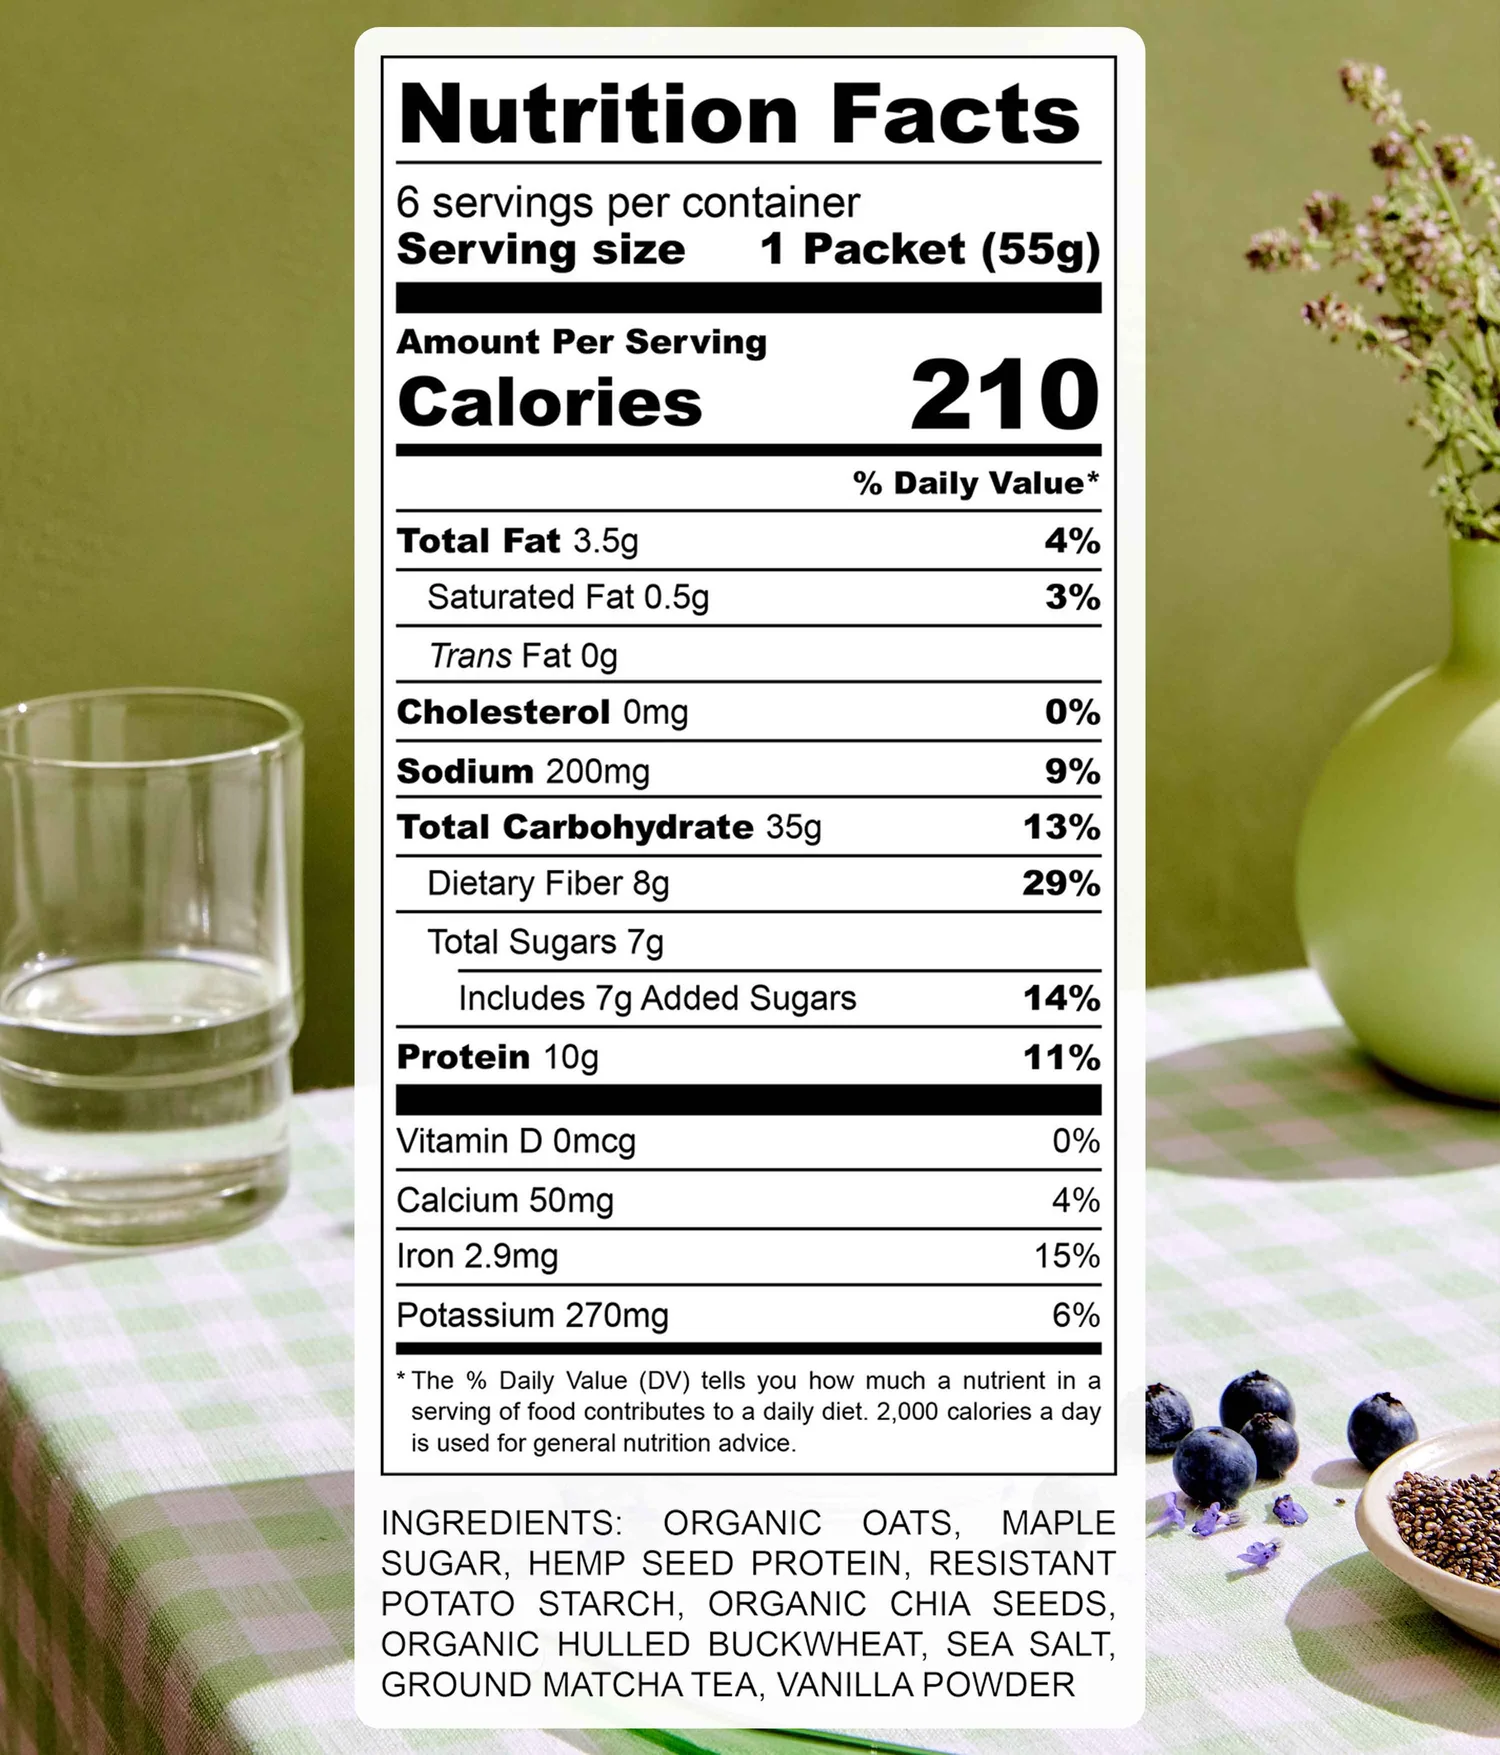 Nutrition Facts
6 servings per container
Serving size 1 Packet (55g)
Amount Per Serving
Calories 210
% Daily Value*
Total Fat 3.5g 4%
Saturated Fat 0.5g 3%
Trans Fat 0g
Cholesterol 0mg 0%
Sodium 200mg 9%
Total Carbohydrate 35g 13%
Dietary Fiber 8g 29%
Total Sugars 7g
Includes 7g Added Sugars 14%
Protein 10g 11%
Vitamin D 0mcg 0%
Calcium 50mg 4%
Iron 2.9mg 15%
Potassium 270mg 6%
* The % Daily Value (DV) tells you how much a nutrient in a
serving of food contributes to a daily diet. 2,000 calories a day
is used for general nutrition advice.
INGREDIENTS: ORGANIC OATS, MAPLE
SUGAR, HEMP SEED PROTEIN, RESISTANT
POTATO STARCH, ORGANIC CHIA SEEDS,
ORGANIC HULLED BUCKWHEAT, SEA SALT,
GROUND MATCHA TEA, VANILLA POWDER